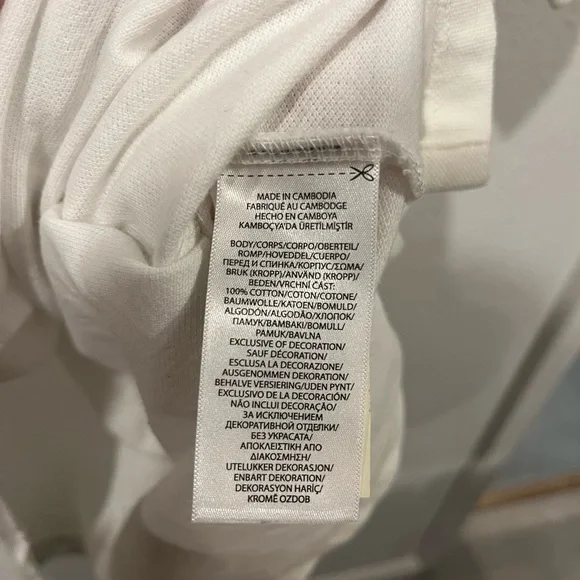 MADE IN CAMBODIA
FABRIQUÉ AU CAMBODGE
HECHO EN CAMBOYA
KAMBOÇYA'DA ÜRETİLMİŞTİR
BODY/CORPS/CORPO/OBERTEIL/
ROMP/HOVEDDEL/CUERPO/
ПЕРЕД И СПИНКА/КОРПУС/ΣΩΜΑ/
BRUK (KROPP)/ANVÄND (KROPP)/
BEDEN/VRCHNÍ ČÁST:
100% COTTON/COTON/COTONE/
BAUMWOLLE/KATOEN/BOMULD/
ALGODÓN/ALGODÃO/ХЛОПОК/
ПАМУК/ΒΑΜΒΑΚΙ/BOMULL/
PAMUK/BAVLNA
EXCLUSIVE OF DECORATION/
SAUF DÉCORATION/
ESCLUSA LA DECORAZIONE/
AUSGENOMMEN DEKORATION/
BEHALVE VERSIERING/UDEN PYNT/
EXCLUSIVO DE LA DECORACIÓN/
NÃO INCLUI DECORAÇÃO/
ЗА ИСКЛЮЧЕНИЕМ
ДЕКОРАТИВНОЙ ОТДЕЛКИ/
БЕЗ УКРАСАТА/
ΑΠΟΚΛΕΙΣΤΙΚΗ ΑΠΟ
ΔΙΑΚΟΣΜΗΣΗ/
UTELUKKER DEKORASJON/
ENBART DEKORATION/
DEKORASYON HARİÇ/
KROMĚ OZDOB